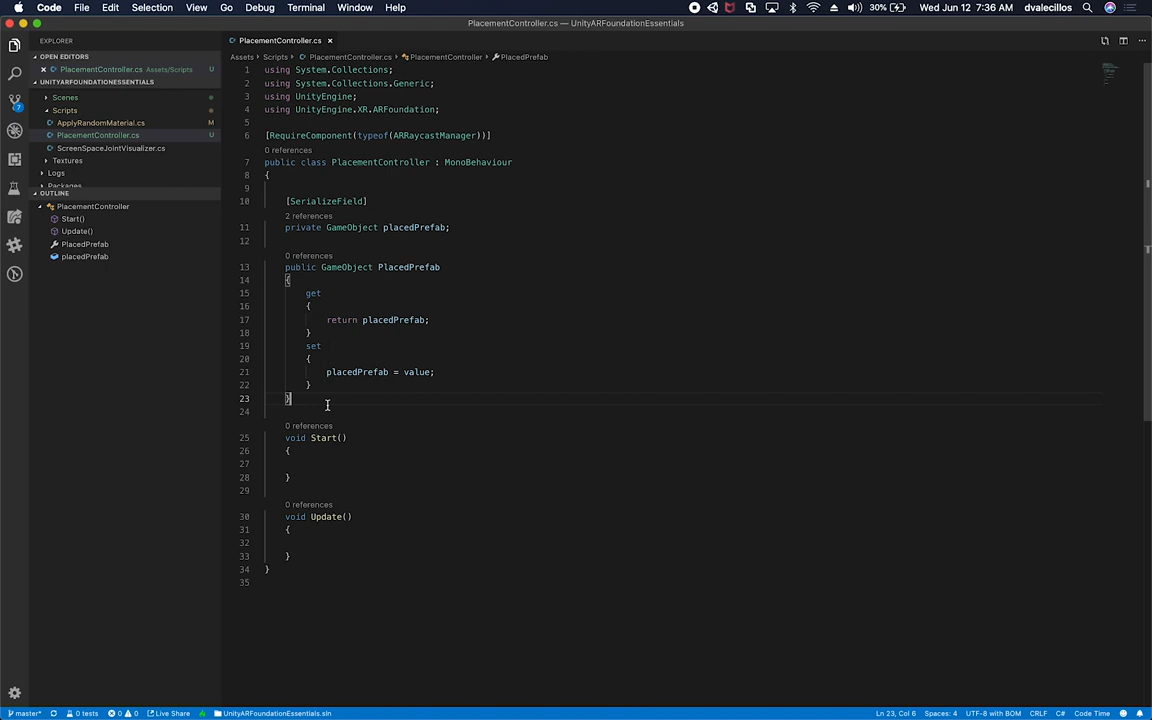 Code File Edit Selection View Go Debug Terminal Window Help 30% Wed Jun 12 7:36 AM dvalecillos
PlacementController.cs — UnityARFoundationEssentials
EXPLORER
OPEN EDITORS
PlacementController.cs Assets/Scripts U
UNITYARFOUNDATIONESSENTIALS
Scenes
Scripts
ApplyRandomMaterial.cs M
PlacementController.cs U
ScreenSpaceJointVisualizer.cs
Textures
Logs
Packages
OUTLINE
PlacementController
Start()
Update()
PlacedPrefab
placedPrefab
7
PlacementController.cs
Assets Scripts PlacementController.cs PlacementController PlacedPrefab
1 using System.Collections;
2 using System.Collections.Generic;
3 using UnityEngine;
4 using UnityEngine.XR.ARFoundation;
5
6 [RequireComponent(typeof(ARRaycastManager))]
0 references
7 public class PlacementController : MonoBehaviour
8 {
9
10 [SerializeField]
2 references
11 private GameObject placedPrefab;
12
0 references
13 public GameObject PlacedPrefab
14 {
15 get
16 {
17 return placedPrefab;
18 }
19 set
20 {
21 placedPrefab = value;
22 }
23 }
24
0 references
25 void Start()
26 {
27
28 }
29
0 references
30 void Update()
31 {
32
33 }
34 }
35
master* 0 tests 0 0 Live Share UnityARFoundationEssentials.sln Ln 23, Col 6 Spaces: 4 UTF-8 with BOM CRLF C# Code Time